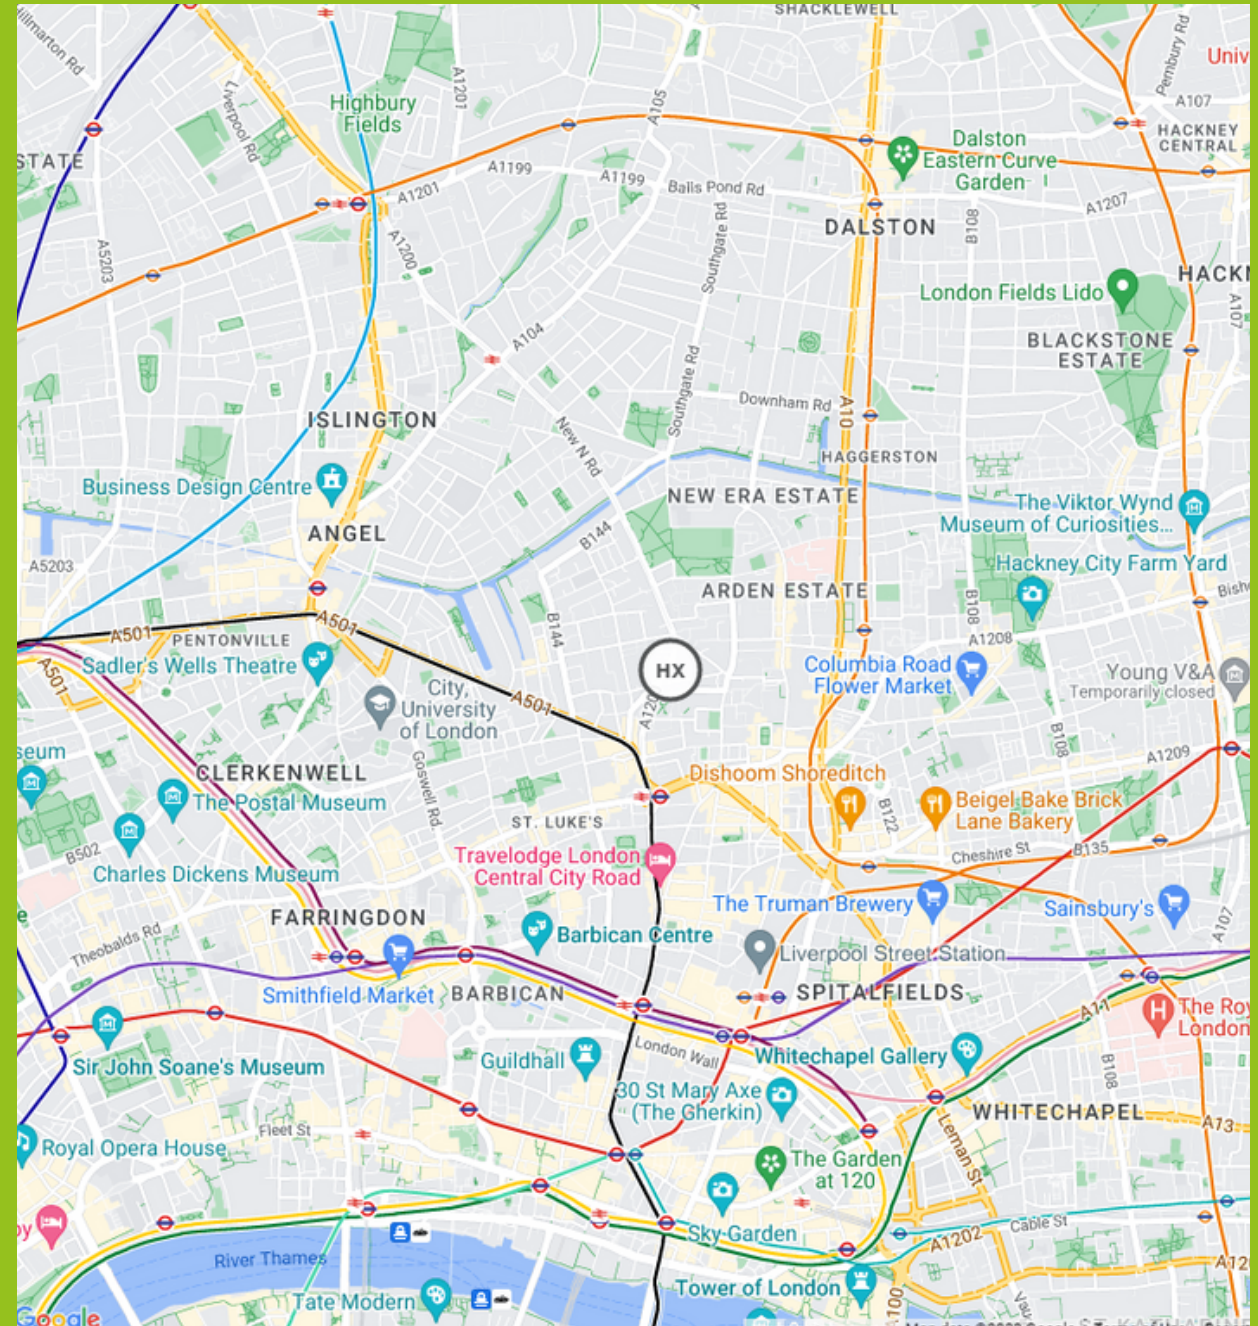 SHACKLEWELL
Hillmarton Rd
Pembury Rd
Univ
A1201
Liverpool Rd
Highbury
Fields
A105
A107
HACKNEY
CENTRAL
STATE
Dalston
Eastern Curve
Garden
A1199
A1199
Balls Pond Rd
A1201
A1207
Southgate Rd
B108
DALSTON
A5203
A1200
HACKN
London Fields Lido
A107
A104
BLACKSTONE
ESTATE
Southgate Rd
Downham Rd
A10
ISLINGTON
New N Rd
HAGGERSTON
Business Design Centre
NEW ERA ESTATE
The Viktor Wynd
Museum of Curiosities...
ANGEL
B144
Hackney City Farm Yard
A5203
ARDEN ESTATE
B108
Bish
A501
A501
PENTONVILLE
B144
A1208
Sadler's Wells Theatre
A501
HX
Columbia Road
Flower Market
Young V&A
Temporarily closed
City,
University
of London
A501
A120
B108
seum
A1209
CLERKENWELL
Goswell Rd.
Dishoom Shoreditch
The Postal Museum
ST. LUKE'S
B122
Beigel Bake Brick
Lane Bakery
B502
Charles Dickens Museum
Travelodge London
Central City Road
Cheshire St
B135
e
FARRINGDON
The Truman Brewery
Sainsbury's
Theobalds Rd
Barbican Centre
A107
Liverpool Street Station
Smithfield Market
BARBICAN
SPITALFIELDS
A11
H
The Roy
London
London Wall
Sir John Soane's Museum
Guildhall
Whitechapel Gallery
B108
30 St Mary Axe
(The Gherkin)
WHITECHAPEL
Fleet St
A13
Royal Opera House
Leman St
The Garden
at 120
Sky Garden
Cable St
A1202
by
River Thames
A12
Tower of London
Tate Modern
A100
Google